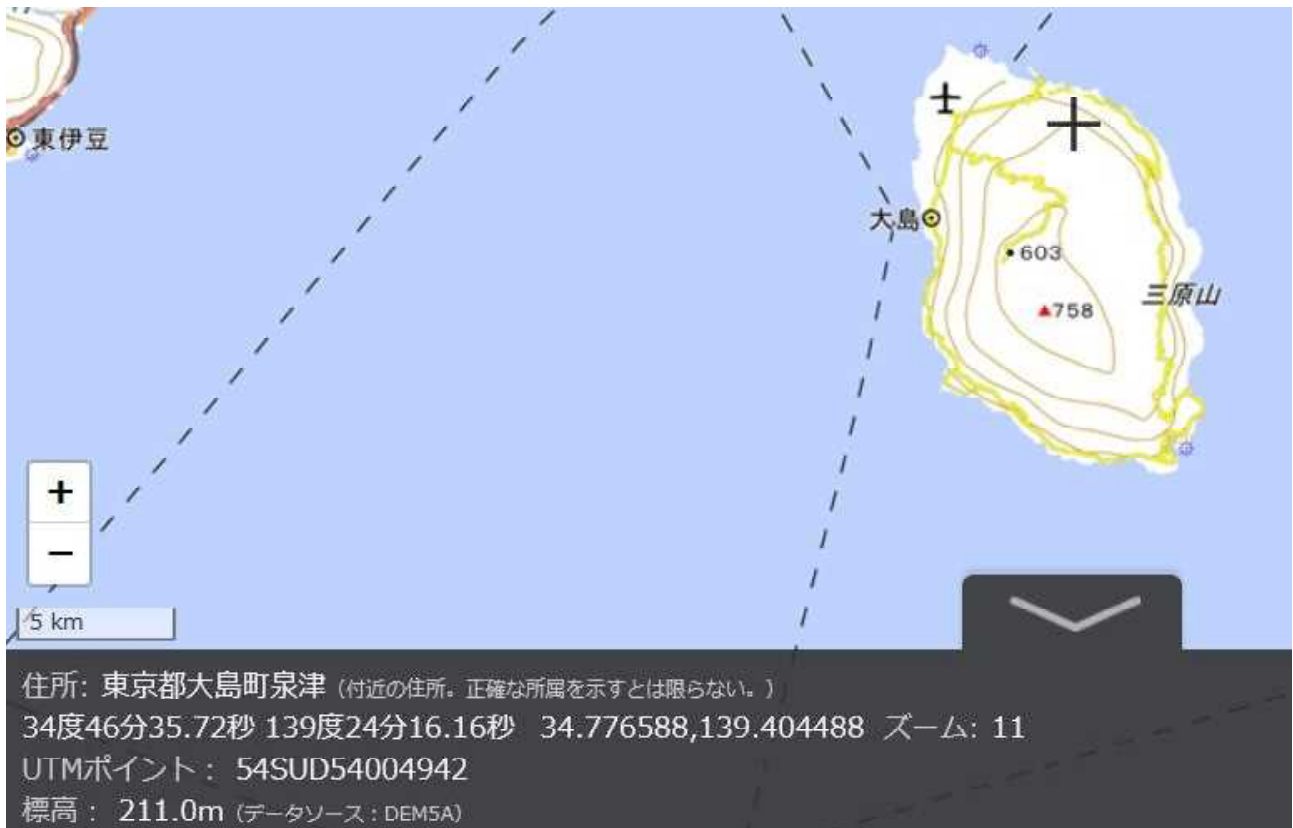 東伊豆
大島
603
三原山
758
+
−
5 km
住所: 東京都大島町泉津 (付近の住所。正確な所属を示すとは限らない。)
34度46分35.72秒 139度24分16.16秒 34.776588,139.404488 ズーム: 11
UTMポイント : 54SUD54004942
標高 : 211.0m (データソース : DEM5A)